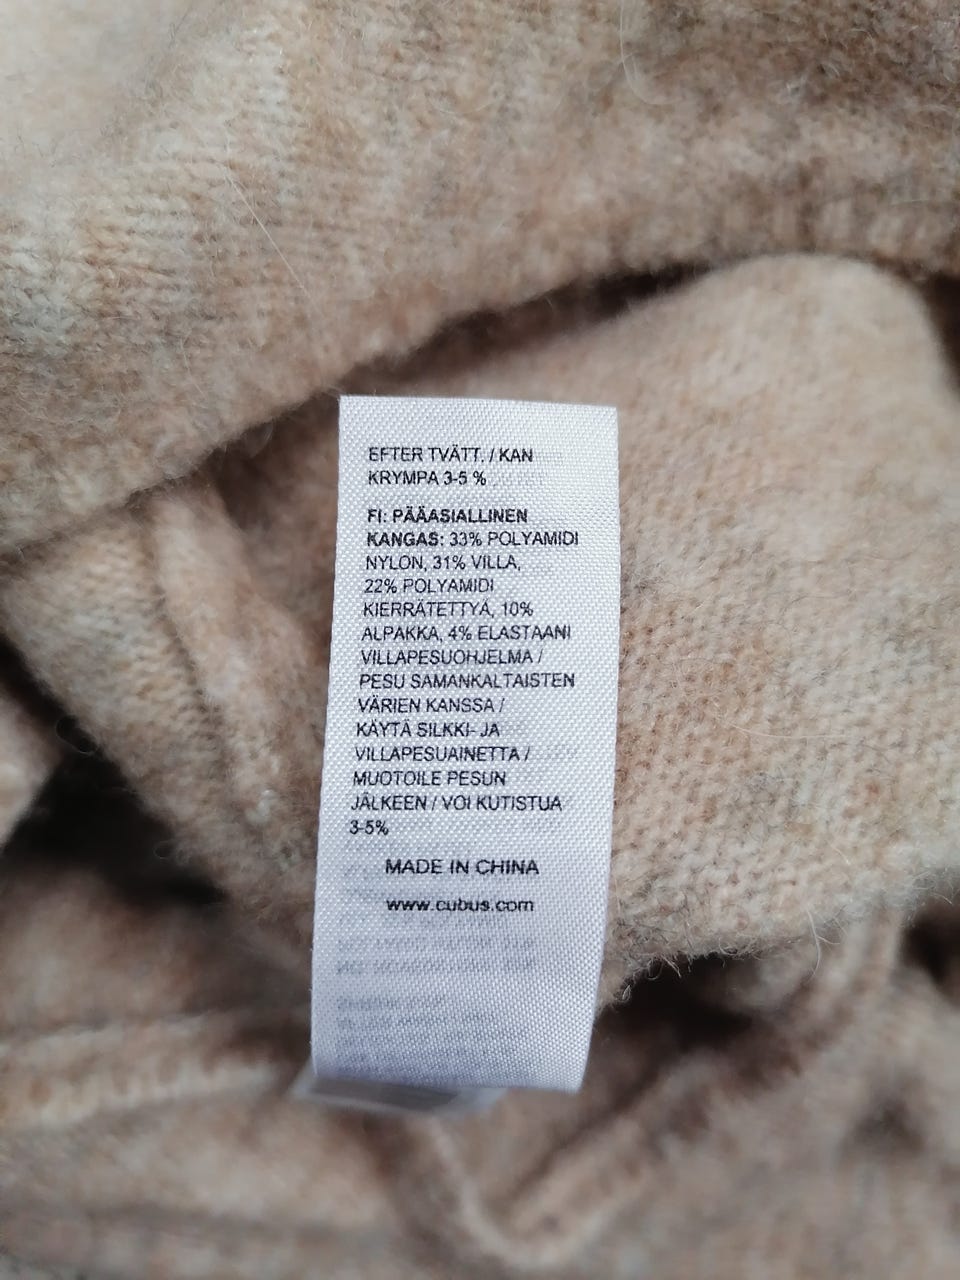 EFTER TVÄTT. / KAN
KRYMPA 3-5 %
FI: PÄÄASIALLINEN
KANGAS: 33% POLYAMIDI
NYLON, 31% VILLA,
22% POLYAMIDI
KIERRÄTETTYÄ, 10%
ALPAKKA, 4% ELASTAANI
VILLAPESUOHJELMA /
PESU SAMANKALTAISTEN
VÄRIEN KANSSA /
KÄYTÄ SILKKI- JA
VILLAPESUAINETTA /
MUOTOILE PESUN
JÄLKEEN / VOI KUTISTUA
3-5%
MADE IN CHINA
www.cubus.com